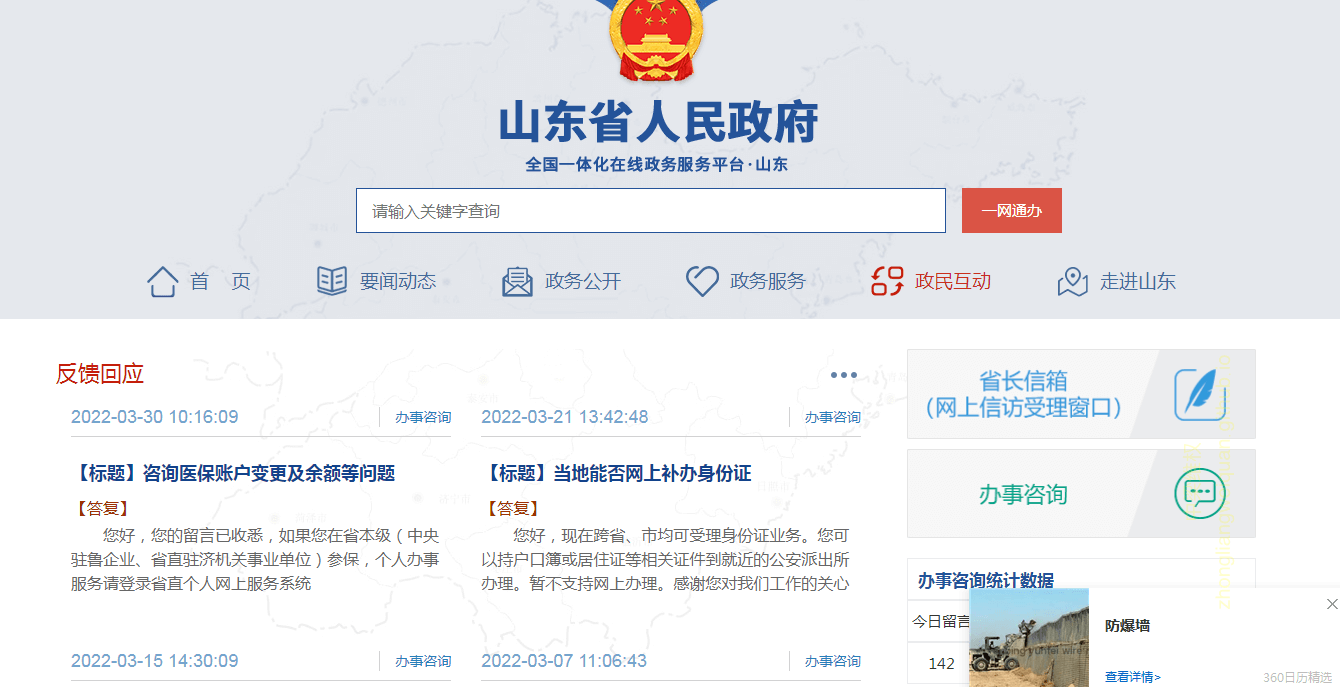 山东省人民政府
全国一体化在线政务服务平台·山东
请输入关键字查询
一网通办
首 页
要闻动态
政务公开
政务服务
政民互动
走进山东
反馈回应
2022-03-30 10:16:09
办事咨询
【标题】咨询医保账户变更及余额等问题
【答复】
您好，您的留言已收悉，如果您在省本级（中央
驻鲁企业、省直驻济机关事业单位）参保，个人办事
服务请登录省直个人网上服务系统
2022-03-21 13:42:48
办事咨询
【标题】当地能否网上补办身份证
【答复】
您好，现在跨省、市均可受理身份证业务。您可
以持户口簿或居住证等相关证件到就近的公安派出所
办理。暂不支持网上办理。感谢您对我们工作的关心
2022-03-15 14:30:09
办事咨询
2022-03-07 11:06:43
办事咨询
省长信箱
（网上信访受理窗口）
办事咨询
办事咨询统计数据
今日留言
142
防爆墙
查看详情>
360日历精选